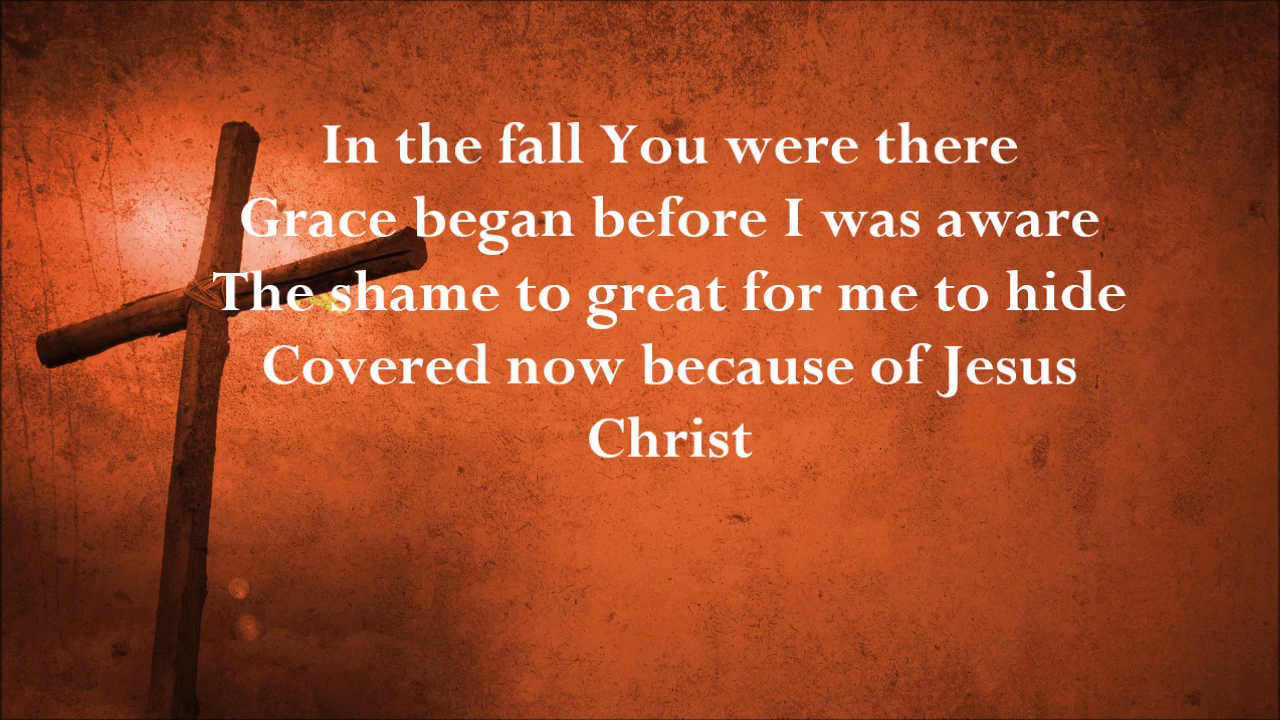 In the fall You were there
Grace began before I was aware
The shame to great for me to hide
Covered now because of Jesus
Christ